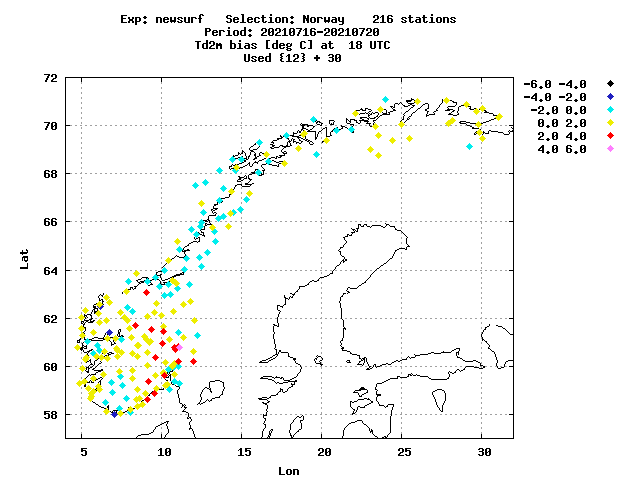 Exp: newsurf   Selection: Norway    216 stations
Period: 20210716-20210720
Td2m bias [deg C] at  18 UTC
Used {12} + 30
72
70
68
66
64
62
60
58
Lat
5 10 15 20 25 30
Lon
-6.0 -4.0
-4.0 -2.0
-2.0 0.0
0.0 2.0
2.0 4.0
4.0 6.0